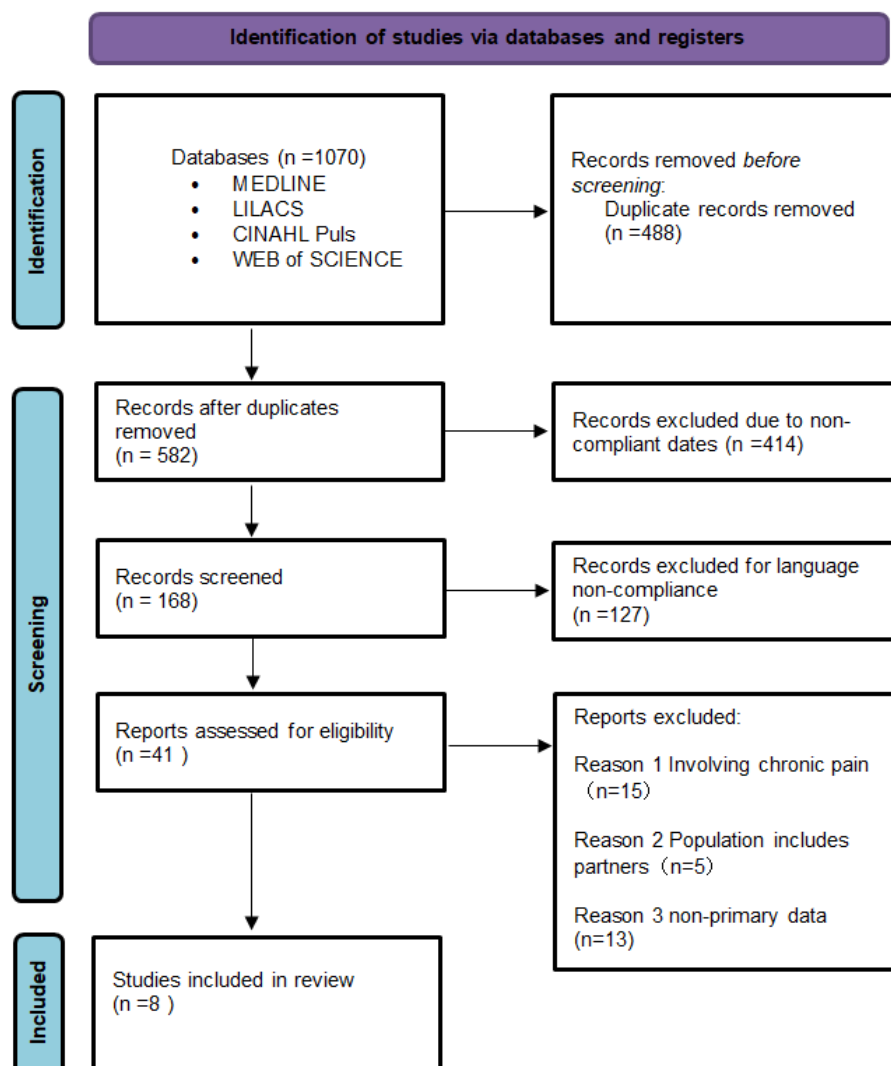 Identification of studies via databases and registers
Identification
Databases (n =1070)
• MEDLINE
• LILACS
• CINAHL Puls
• WEB of SCIENCE
Records removed before
screening:
Duplicate records removed
(n =488)
Screening
Records after duplicates
removed
(n = 582)
Records excluded due to non-
compliant dates (n =414)
Records screened
(n = 168)
Records excluded for language
non-compliance
(n =127)
Reports assessed for eligibility
(n =41 )
Reports excluded:
Reason 1 Involving chronic pain
（n=15）
Reason 2 Population includes
partners（n=5）
Reason 3 non-primary data
(n=13)
Included
Studies included in review
(n =8 )